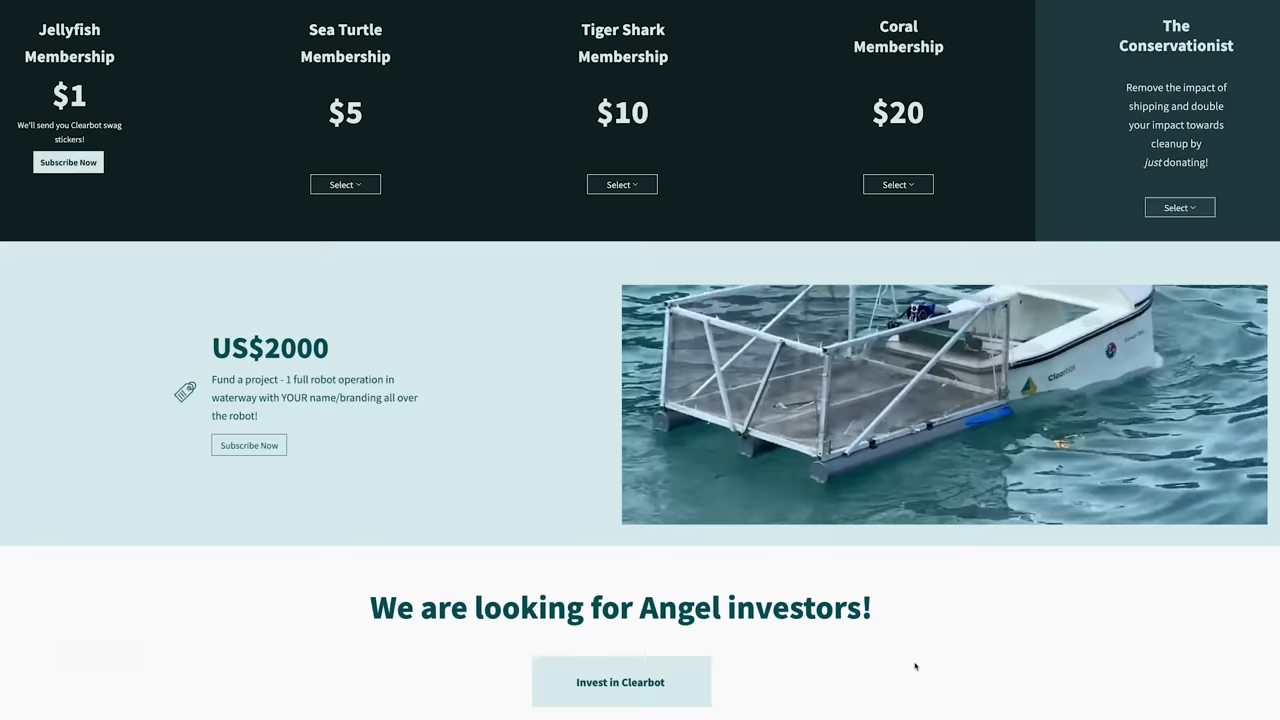 Jellyfish
Membership
$1
We'll send you Clearbot swag
stickers!
Subscribe Now
Sea Turtle
Membership
$5
Select
Tiger Shark
Membership
$10
Select
Coral
Membership
$20
Select
The
Conservationist
Remove the impact of
shipping and double
your impact towards
cleanup by
just donating!
Select
US$2000
Fund a project - 1 full robot operation in
waterway with YOUR name/branding all over
the robot!
Subscribe Now
Clearbot
We are looking for Angel investors!
Invest in Clearbot